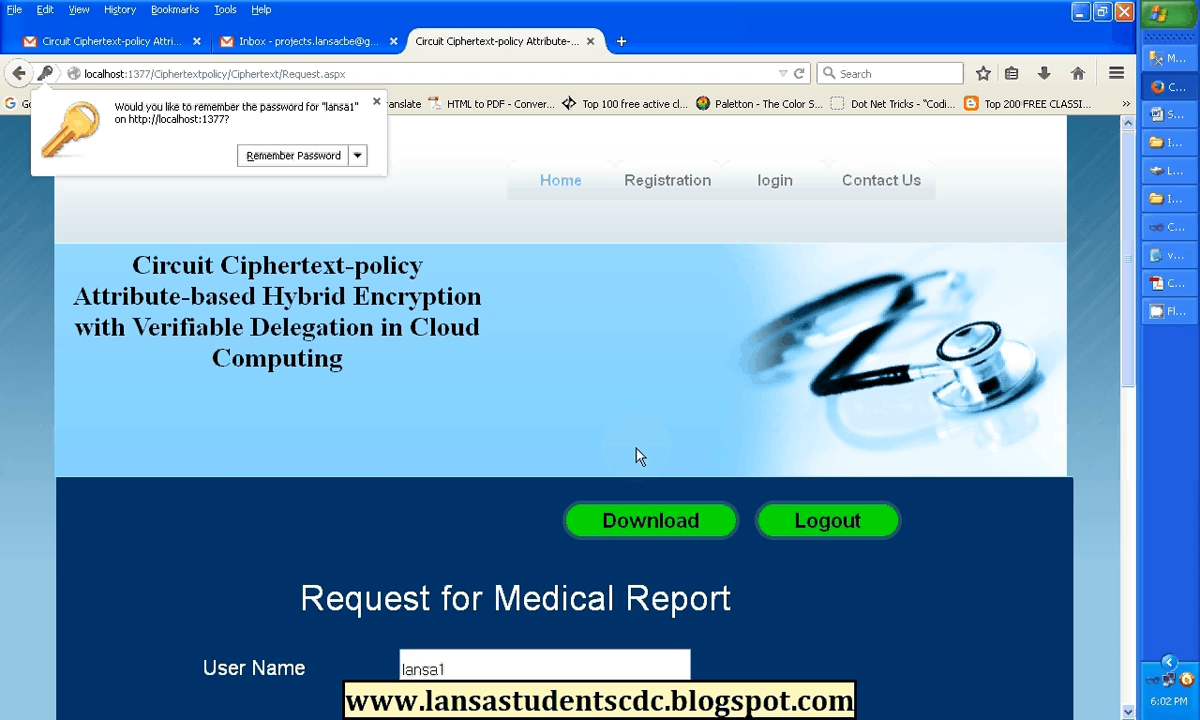 File Edit View History Bookmarks Tools Help
Circuit Ciphertext-policy Attri... Inbox - projects.lansacbe@g... Circuit Ciphertext-policy Attribute-...
localhost:1377/Ciphertextpolicy/Ciphertext/Request.aspx Search
Would you like to remember the password for "lansa1"
on http://localhost:1377?
Remember Password
anslate HTML to PDF - Conver... Top 100 free active cl... Paletton - The Color S... Dot Net Tricks - "Codi... Top 200 FREE CLASSI...
Home Registration login Contact Us
Circuit Ciphertext-policy
Attribute-based Hybrid Encryption
with Verifiable Delegation in Cloud
Computing
Download Logout
Request for Medical Report
User Name lansa1
www.lansastudentscdc.blogspot.com
M...
C...
S...
I...
L...
I...
C...
v...
C...
Fl...
6:02 PM